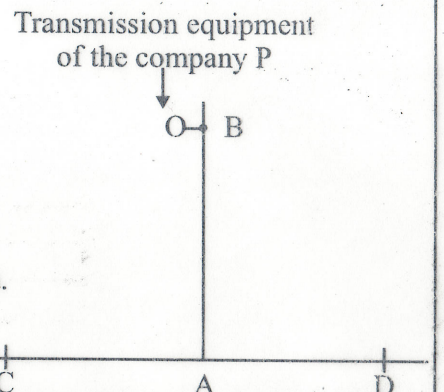 Transmission equipment
of the company P
B
C A D